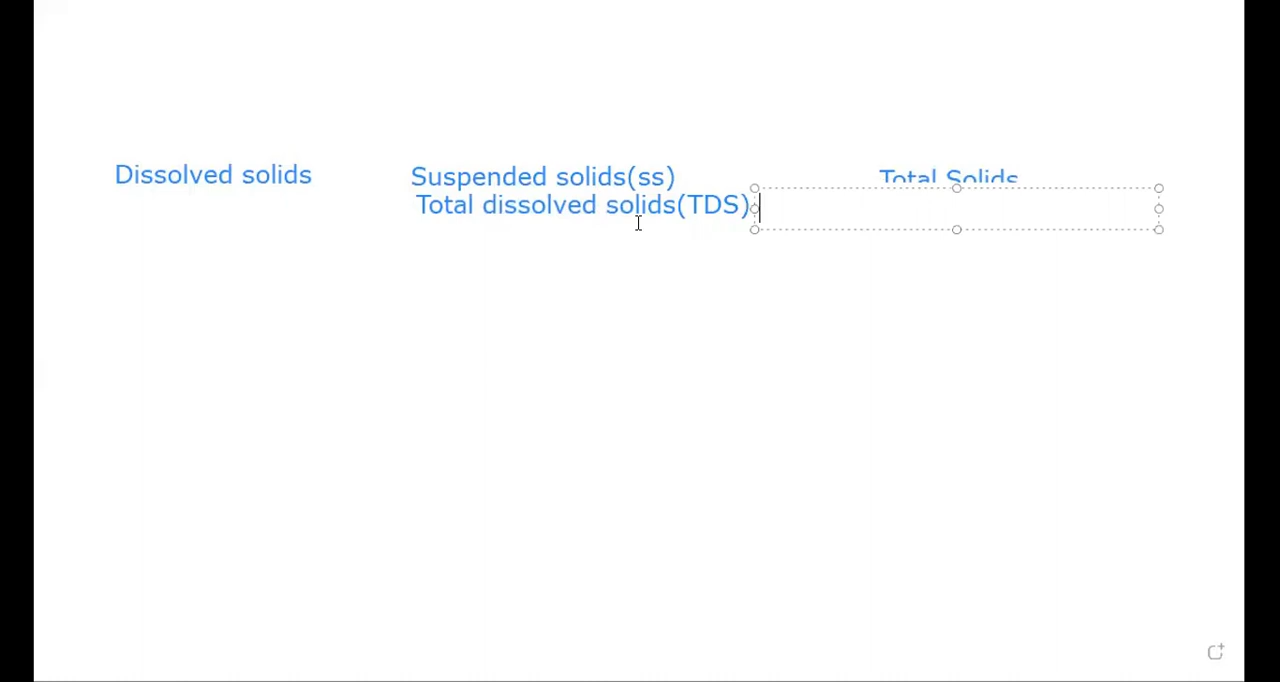 Dissolved solids
Suspended solids(ss)
Total Solids
Total dissolved solids(TDS)